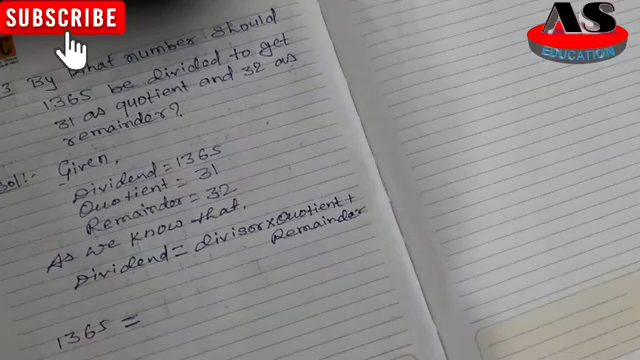 SUBSCRIBE
AS
EDUCATION
3 By what number should
1365 be divided to get
31 as quotient and 32 as
remainder?
Sol:- Given,
Dividend = 1365
Quotient = 31
Remainder = 32
As we know that,
Dividend = divisor × Quotient +
Remainder
1365 =